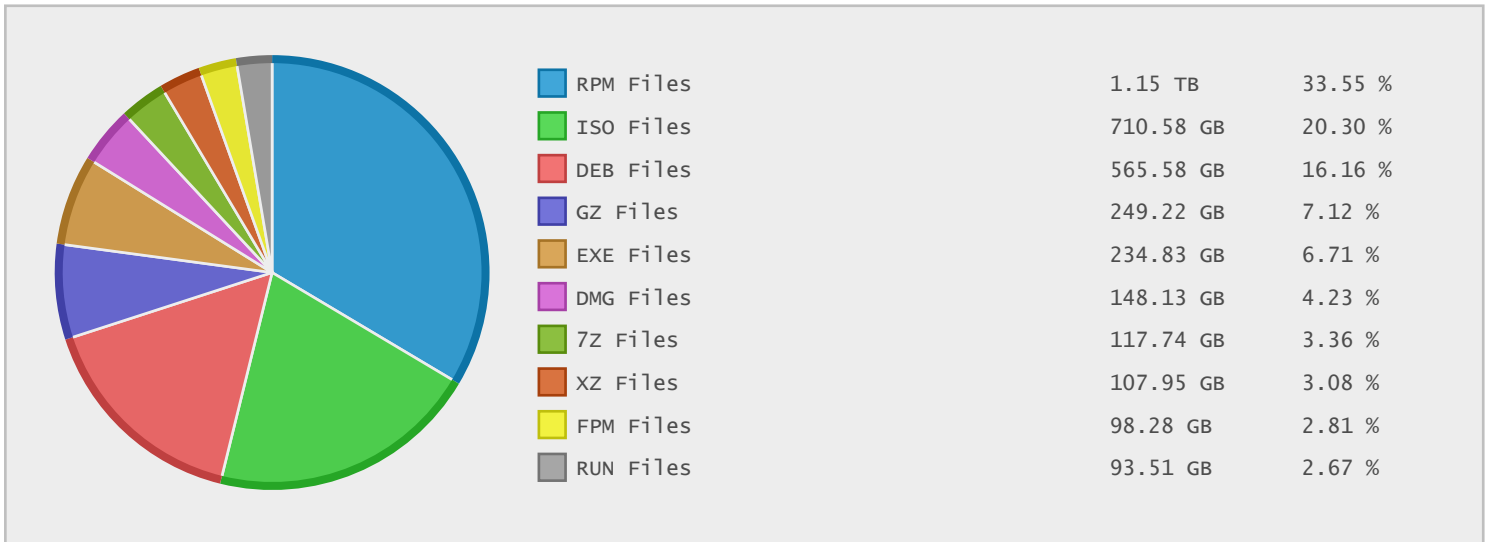 RPM Files 1.15 TB 33.55 %
ISO Files 710.58 GB 20.30 %
DEB Files 565.58 GB 16.16 %
GZ Files 249.22 GB 7.12 %
EXE Files 234.83 GB 6.71 %
DMG Files 148.13 GB 4.23 %
7Z Files 117.74 GB 3.36 %
XZ Files 107.95 GB 3.08 %
FPM Files 98.28 GB 2.81 %
RUN Files 93.51 GB 2.67 %